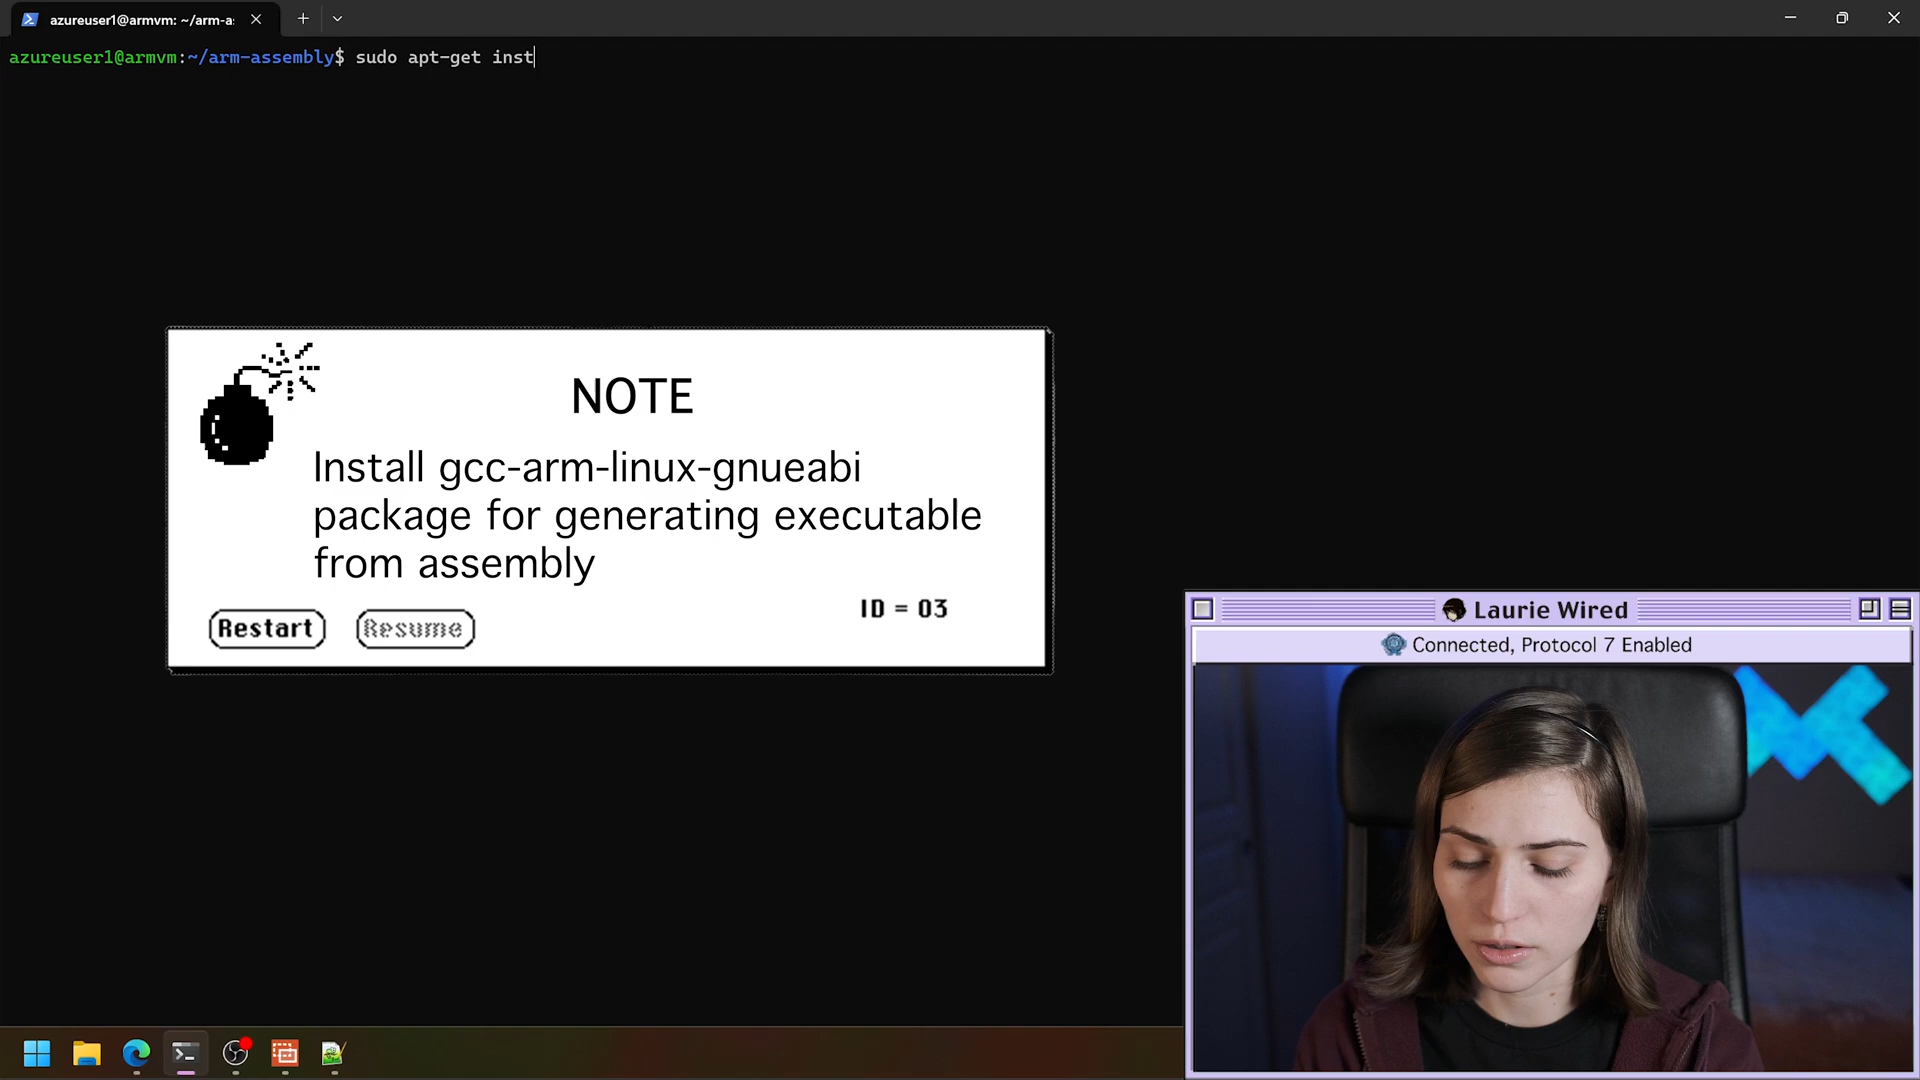 azureuser1@armvm: ~/arm-a:
azureuser1@armvm:~/arm-assembly$ sudo apt-get inst
NOTE
Install gcc-arm-linux-gnueabi
package for generating executable
from assembly
ID = 03
Restart
Resume
Laurie Wired
Connected, Protocol 7 Enabled